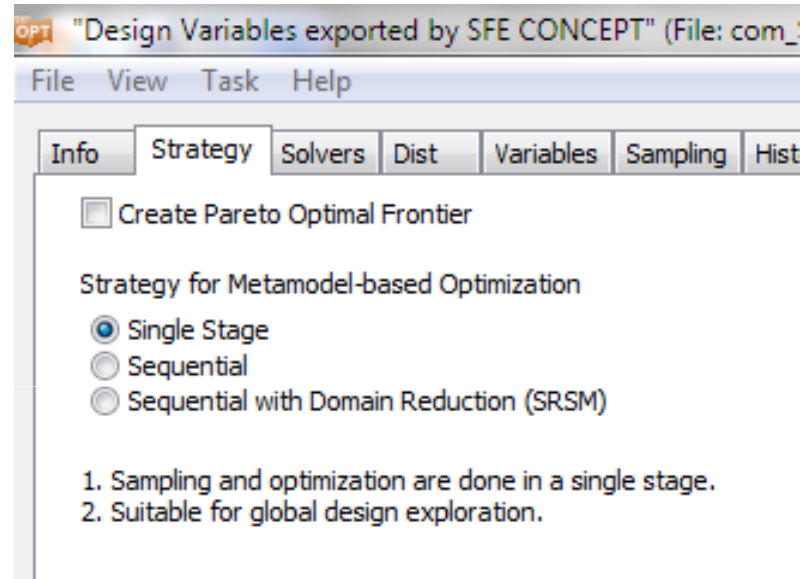 OPT "Design Variables exported by SFE CONCEPT" (File: com_
File View Task Help
Info Strategy Solvers Dist Variables Sampling Hist
Create Pareto Optimal Frontier
Strategy for Metamodel-based Optimization
Single Stage
Sequential
Sequential with Domain Reduction (SRSM)
1. Sampling and optimization are done in a single stage.
2. Suitable for global design exploration.